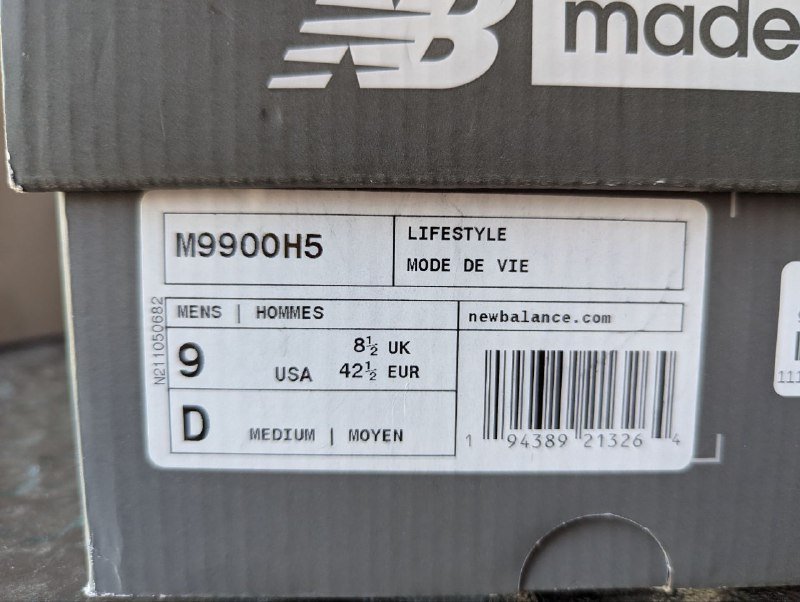 NB
made
M9900H5
LIFESTYLE
MODE DE VIE
N211050682
MENS | HOMMES
newbalance.com
9
USA
8½ UK
42½ EUR
D
MEDIUM | MOYEN
1 94389 21326 4